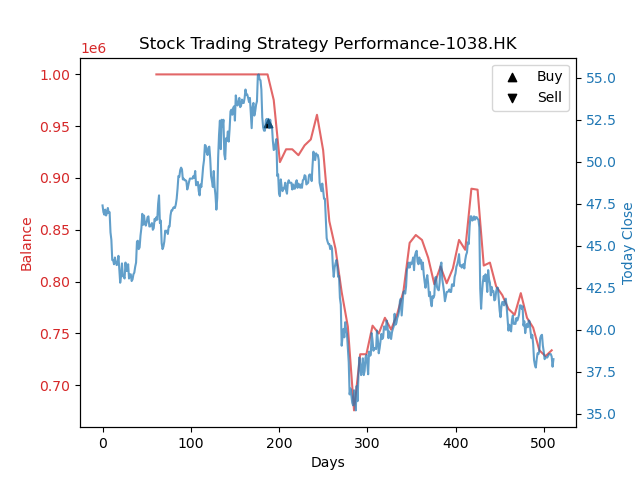 Stock Trading Strategy Performance-1038.HK
1e6
1.00
0.95
0.90
0.85
0.80
0.75
0.70
Balance
Buy
Sell
55.0
52.5
50.0
47.5
45.0
42.5
40.0
37.5
35.0
Today Close
0 100 200 300 400 500
Days